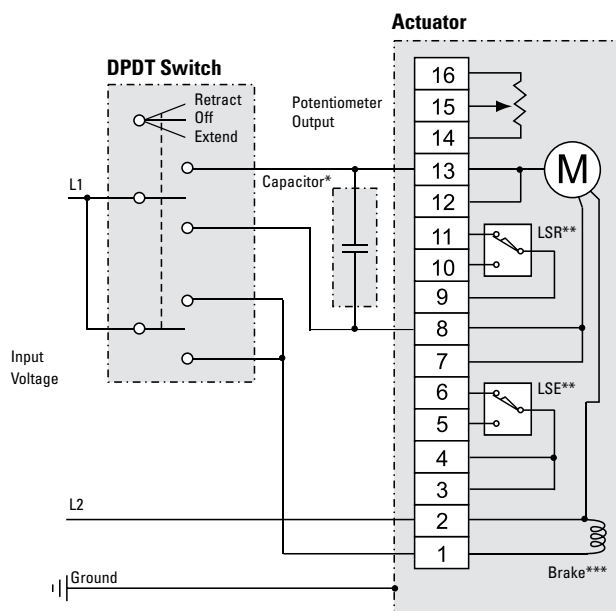 Actuator
DPDT Switch
Retract
Off
Extend
Potentiometer
Output
16
15
14
13
12
11
10
9
8
7
6
5
4
3
2
1
M
L1
Capacitor*
LSR**
Input
Voltage
LSE**
L2
Ground
Brake***